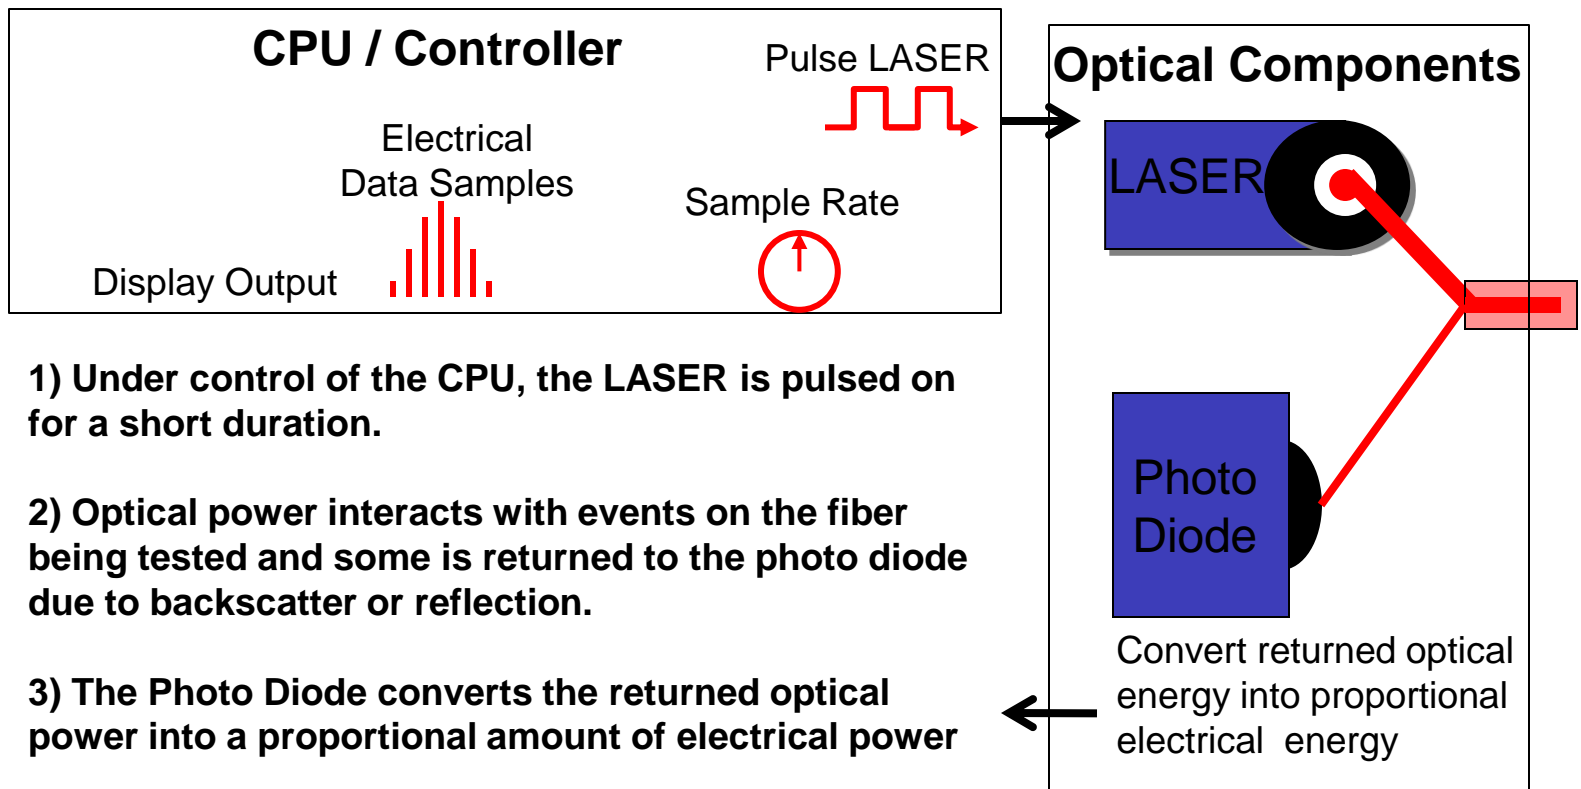 CPU / Controller
Pulse LASER
Electrical
Data Samples
Sample Rate
Display Output
Optical Components
LASER
Photo
Diode
Convert returned optical
energy into proportional
electrical  energy
1) Under control of the CPU, the LASER is pulsed on
for a short duration.
2) Optical power interacts with events on the fiber
being tested and some is returned to the photo diode
due to backscatter or reflection.
3) The Photo Diode converts the returned optical
power into a proportional amount of electrical power